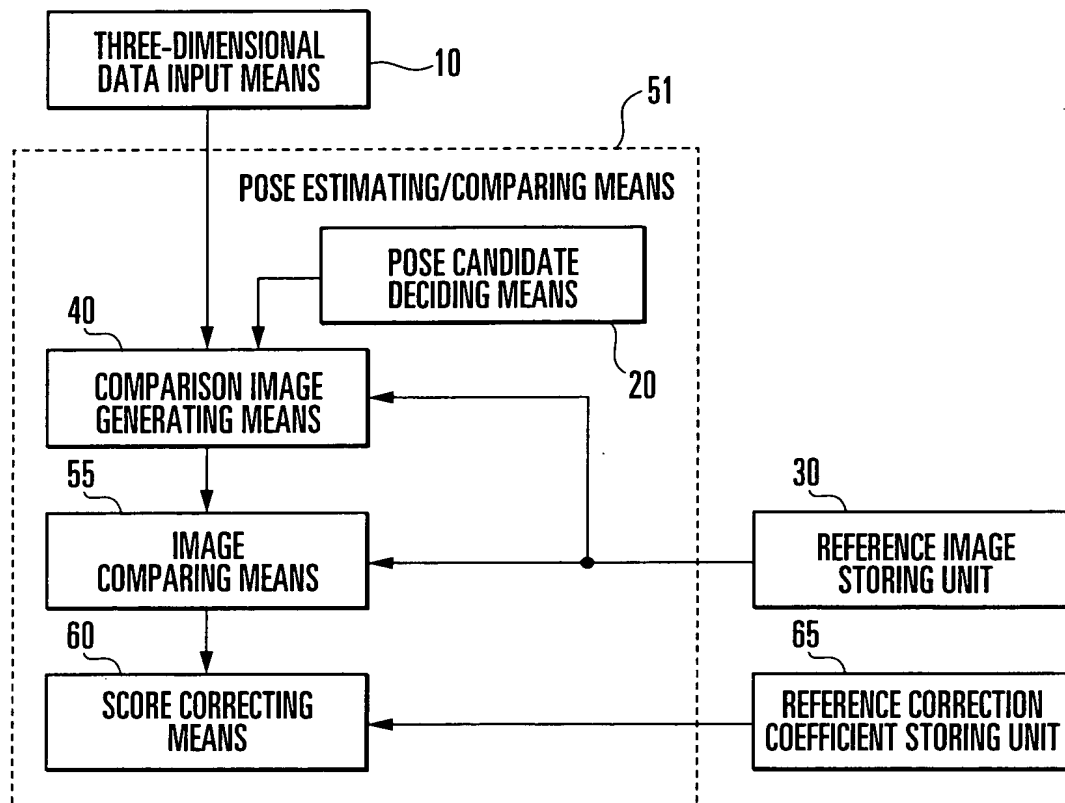 THREE-DIMENSIONAL
DATA INPUT MEANS
10
51
POSE ESTIMATING/COMPARING MEANS
POSE CANDIDATE
DECIDING MEANS
20
40
COMPARISON IMAGE
GENERATING MEANS
55
IMAGE
COMPARING MEANS
30
REFERENCE IMAGE
STORING UNIT
60
SCORE CORRECTING
MEANS
65
REFERENCE CORRECTION
COEFFICIENT STORING UNIT